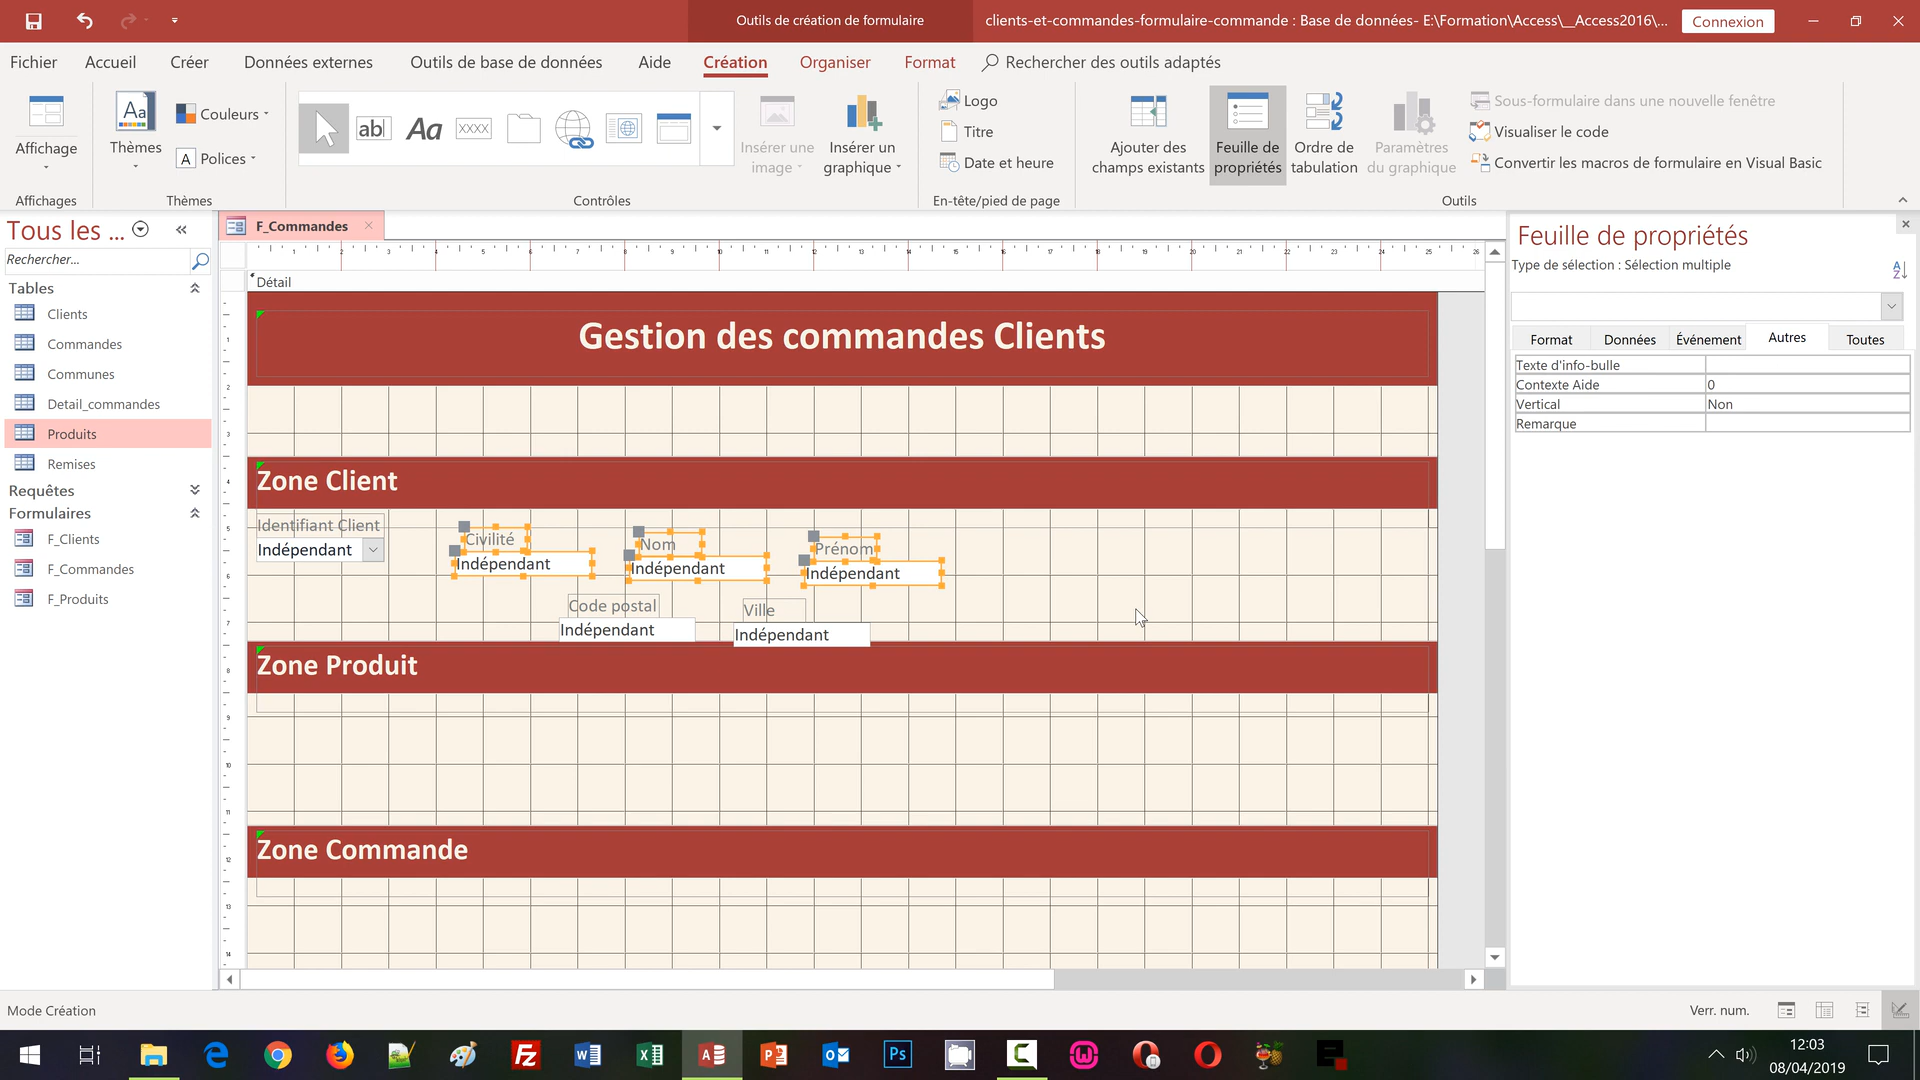 Outils de création de formulaire
clients-et-commandes-formulaire-commande : Base de données- E:\Formation\Access\__Access2016\...
Connexion
Fichier
Accueil
Créer
Données externes
Outils de base de données
Aide
Création
Organiser
Format
Rechercher des outils adaptés
Affichage
Affichages
Aa
Thèmes
Couleurs
A Polices
Thèmes
ab
Aa
XXXX
Contrôles
Insérer une image
Insérer un graphique
Logo
Titre
Date et heure
En-tête/pied de page
Ajouter des champs existants
Feuille de propriétés
Ordre de tabulation
Paramètres du graphique
Sous-formulaire dans une nouvelle fenêtre
Visualiser le code
Convertir les macros de formulaire en Visual Basic
Outils
Tous les ...
Rechercher...
Tables
Clients
Commandes
Communes
Detail_commandes
Produits
Remises
Requêtes
Formulaires
F_Clients
F_Commandes
F_Produits
F_Commandes
Détail
Gestion des commandes Clients
Zone Client
Identifiant Client
Indépendant
Civilité
Indépendant
Nom
Indépendant
Prénom
Indépendant
Code postal
Indépendant
Ville
Indépendant
Zone Produit
Zone Commande
Feuille de propriétés
Type de sélection : Sélection multiple
Format
Données
Événement
Autres
Toutes
Texte d'info-bulle
Contexte Aide 0
Vertical Non
Remarque
Mode Création
Verr. num.
12:03
08/04/2019